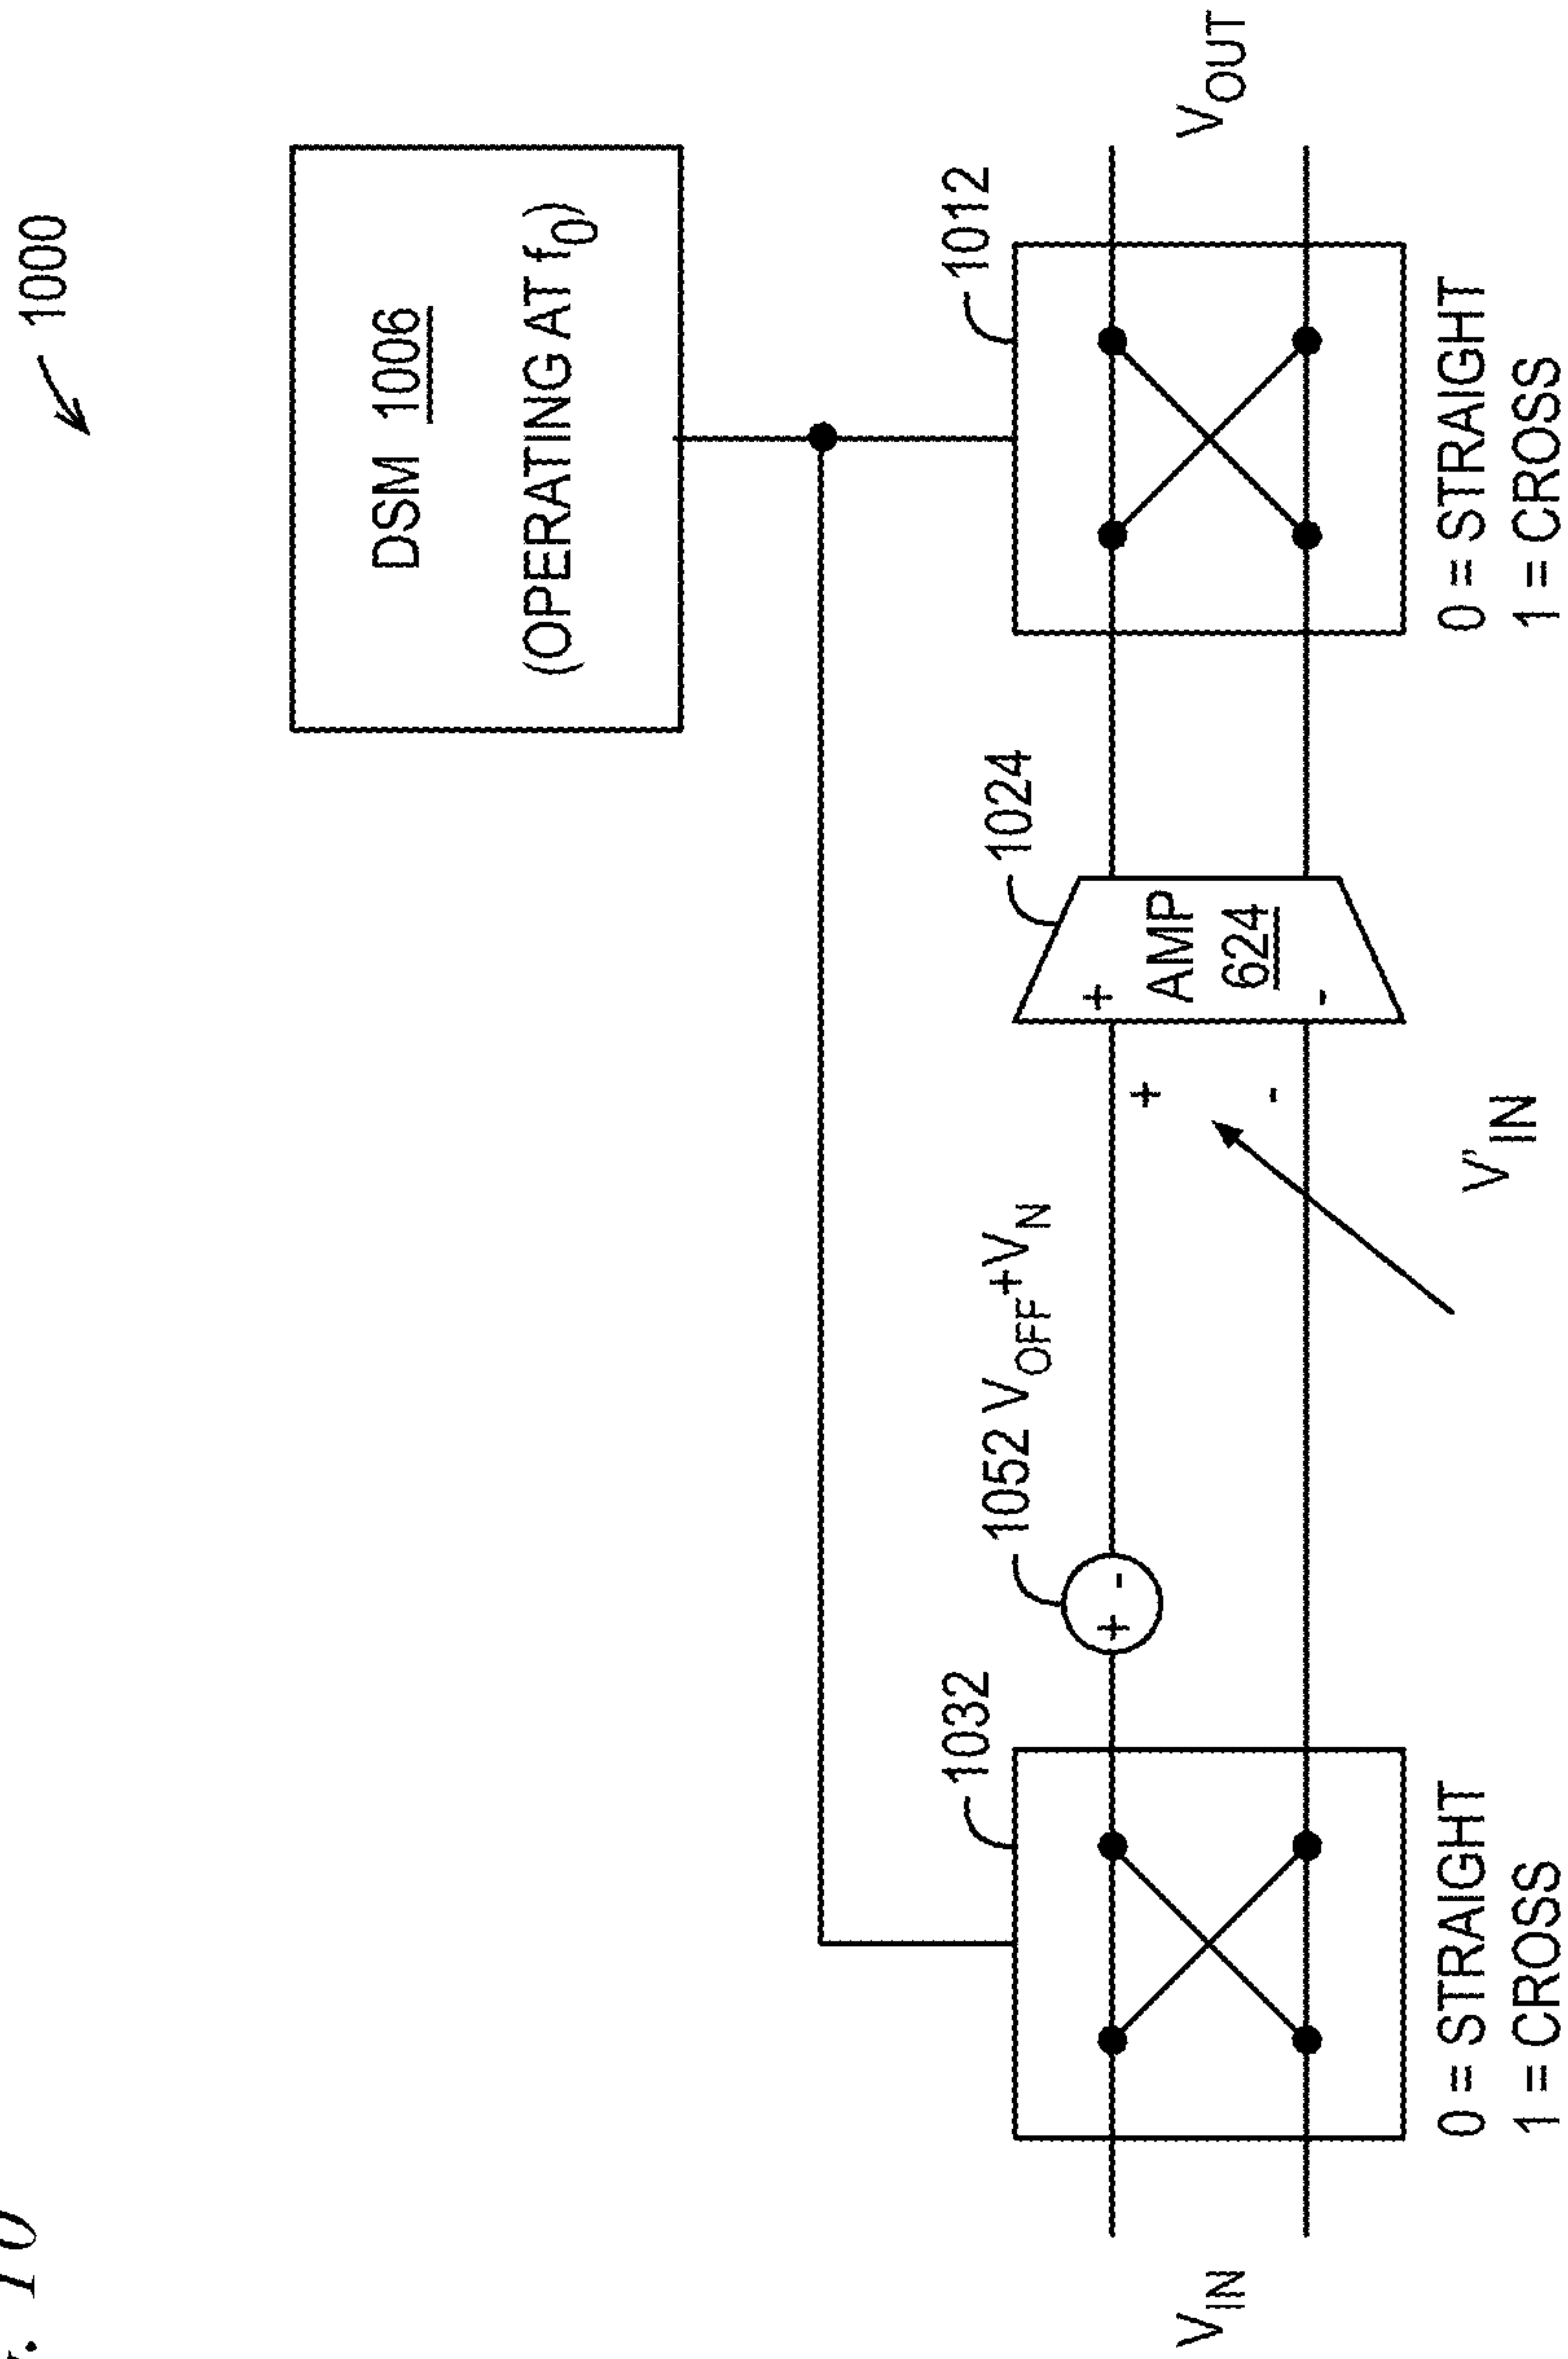 . 10
1000
DSM 1006
(OPERATING AT f0)
1032
1052 VOFF+VN
1024
1012
VIN
+ -
+
-
+
AMP
624
-
VOUT
V'IN
0 = STRAIGHT
1 = CROSS
0 = STRAIGHT
1 = CROSS